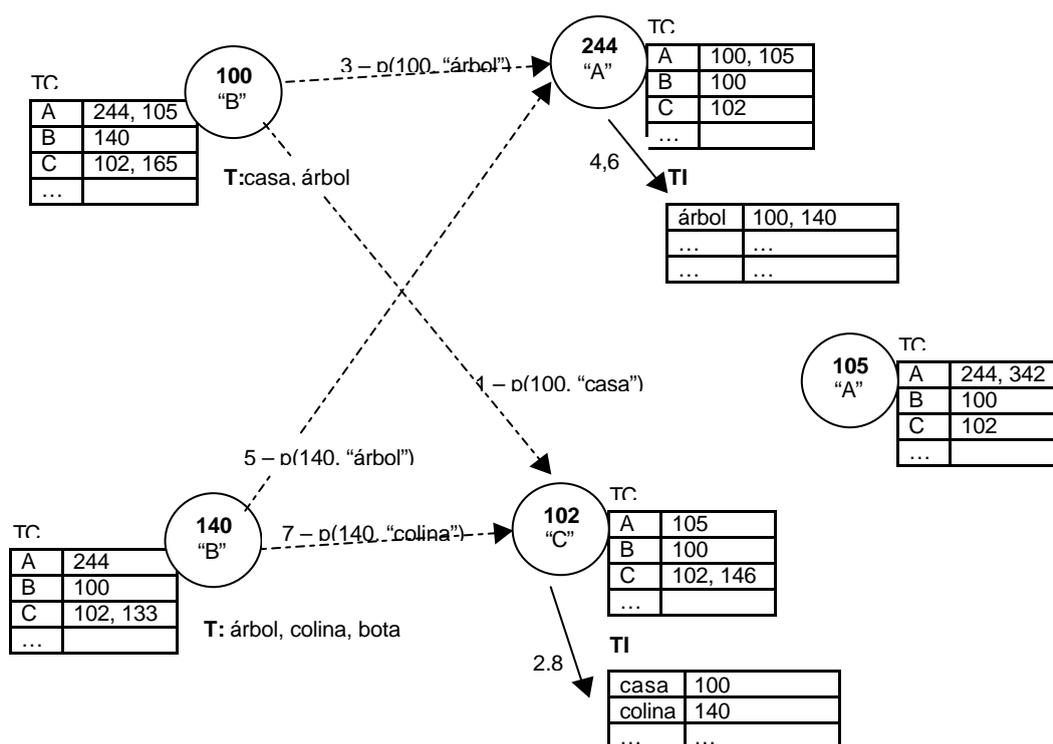 TC
100
“B”
A 244, 105
B 140
C 102, 165
…
T:casa, árbol
3 – p(100, “árbol”)
TC
244
“A”
A 100, 105
B 100
C 102
…
4,6
TI
árbol 100, 140
… …
… …
TC
105
“A”
A 244, 342
B 100
C 102
…
1 – p(100, “casa”)
5 – p(140, “árbol”)
TC
140
“B”
A 244
B 100
C 102, 133
…
T: árbol, colina, bota
7 – p(140, “colina”)
TC
102
“C”
A 105
B 100
C 102, 146
…
2.8
TI
casa 100
colina 140
… …